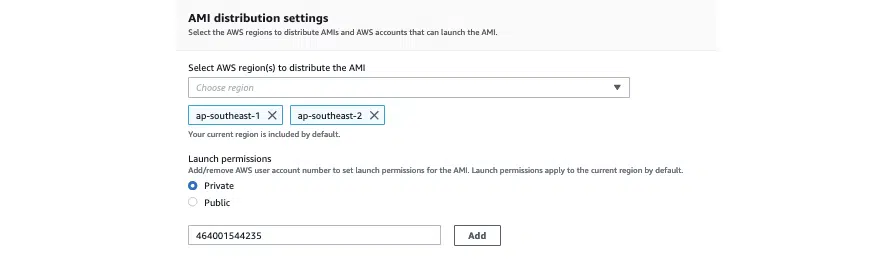 AMI distribution settings
Select the AWS regions to distribute AMIs and AWS accounts that can launch the AMI.
Select AWS region(s) to distribute the AMI
Choose region
ap-southeast-1 ap-southeast-2
Your current region is included by default.
Launch permissions
Add/remove AWS user account number to set launch permissions for the AMI. Launch permissions apply to the current region by default.
Private
Public
464001544235 Add